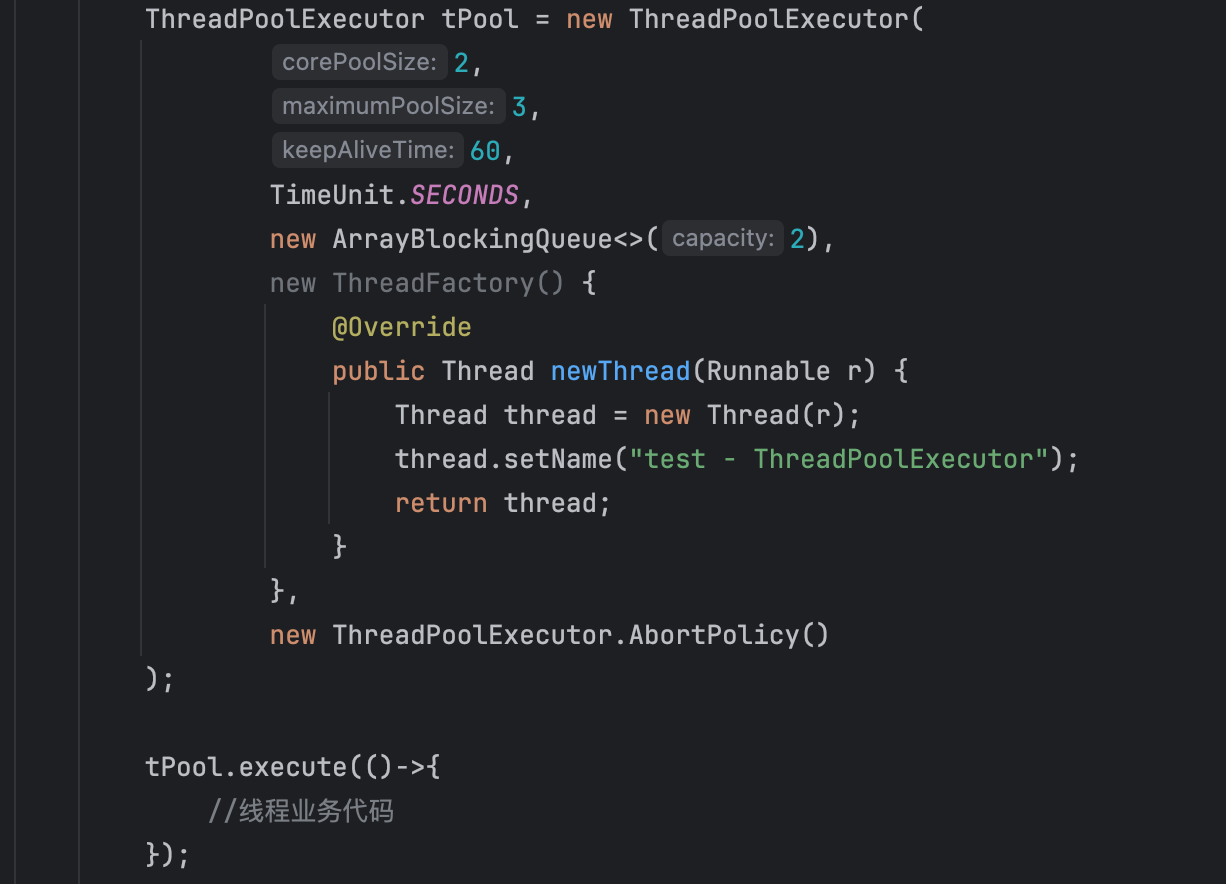 ThreadPoolExecutor tPool = new ThreadPoolExecutor(
corePoolSize: 2,
maximumPoolSize: 3,
keepAliveTime: 60,
TimeUnit.SECONDS,
new ArrayBlockingQueue<>( capacity: 2),
new ThreadFactory() {
@Override
public Thread newThread(Runnable r) {
Thread thread = new Thread(r);
thread.setName("test - ThreadPoolExecutor");
return thread;
}
},
new ThreadPoolExecutor.AbortPolicy()
);
tPool.execute(()->{
//线程业务代码
});